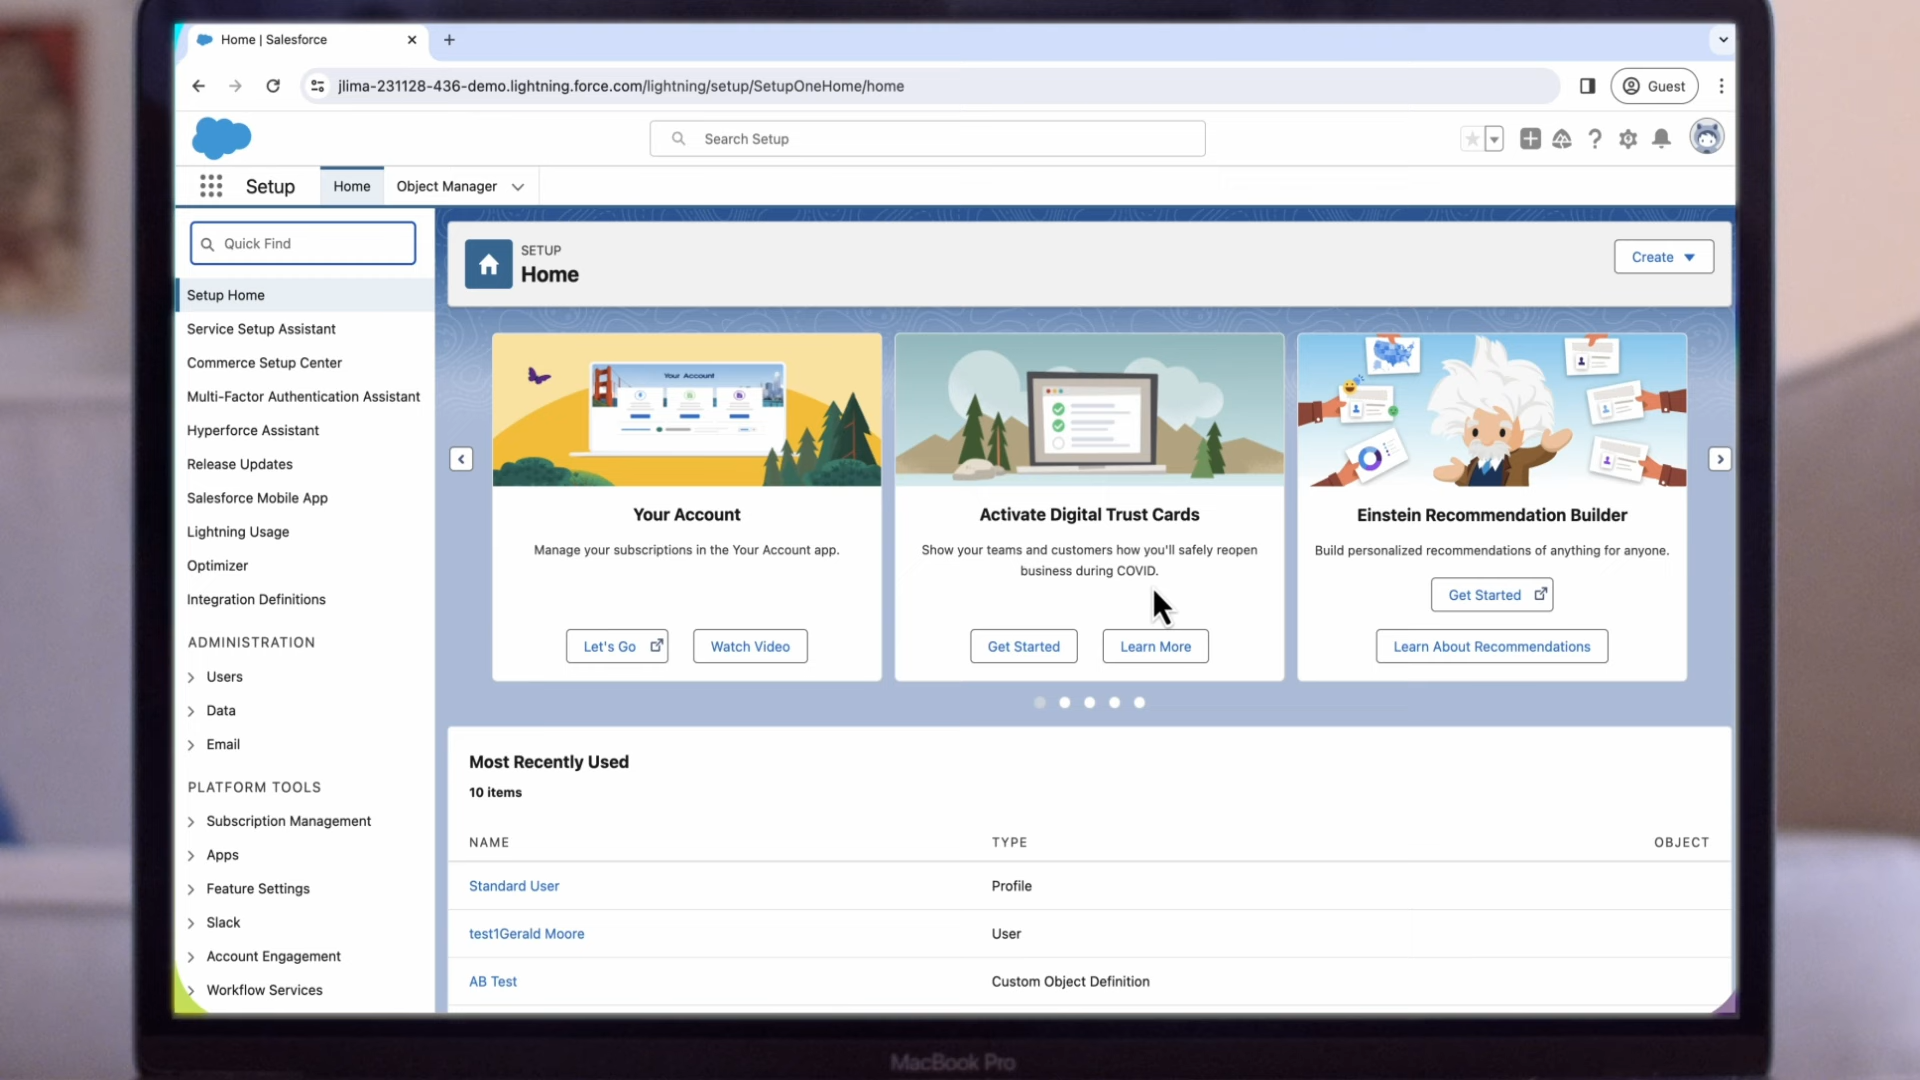 Home | Salesforce
jlima-231128-436-demo.lightning.force.com/lightning/setup/SetupOneHome/home
Guest
Search Setup
Setup
Home
Object Manager
Quick Find
SETUP
Home
Create
Setup Home
Service Setup Assistant
Commerce Setup Center
Multi-Factor Authentication Assistant
Hyperforce Assistant
Release Updates
Salesforce Mobile App
Lightning Usage
Optimizer
Integration Definitions
ADMINISTRATION
Users
Data
Email
PLATFORM TOOLS
Subscription Management
Apps
Feature Settings
Slack
Account Engagement
Workflow Services
Your Account
Your Account
Manage your subscriptions in the Your Account app.
Let's Go
Watch Video
Activate Digital Trust Cards
Show your teams and customers how you'll safely reopen
business during COVID.
Get Started
Learn More
Einstein Recommendation Builder
Build personalized recommendations of anything for anyone.
Get Started
Learn About Recommendations
Most Recently Used
10 items
NAME TYPE OBJECT
Standard User Profile
test1Gerald Moore User
AB Test Custom Object Definition
MacBook Pro